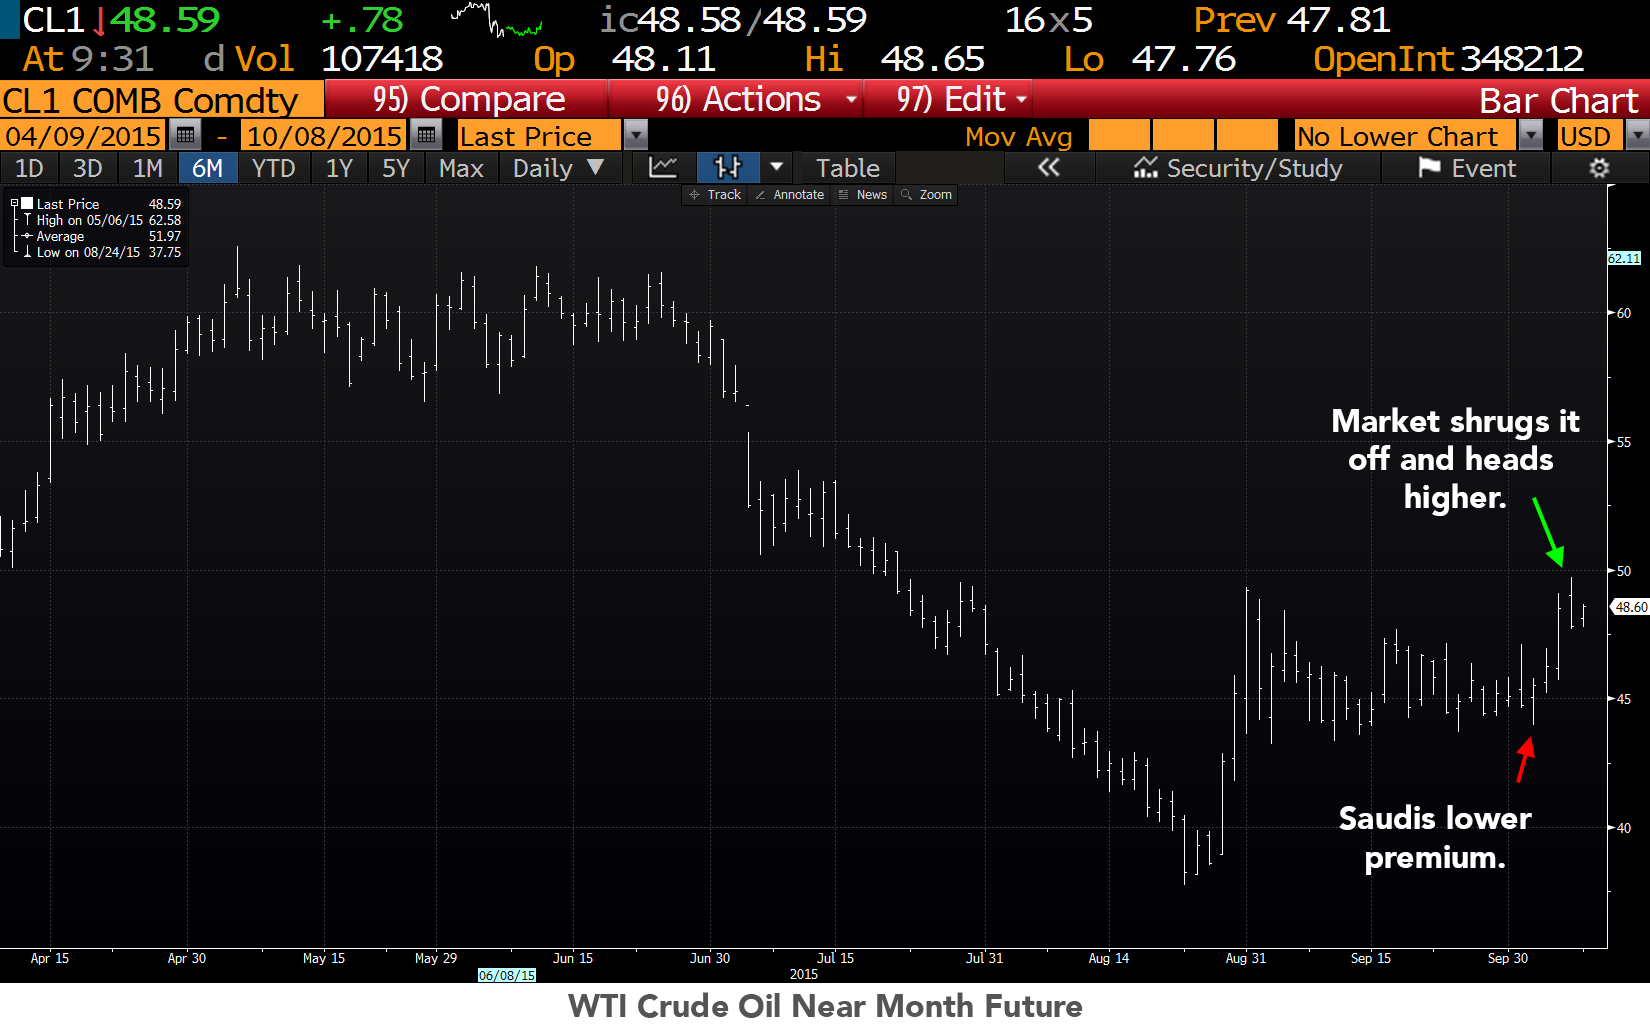 CL1 ↓48.59 +.78 ic48.58/48.59 16x5 Prev 47.81
At 9:31 d Vol 107418 Op 48.11 Hi 48.65 Lo 47.76 OpenInt 348212
CL1 COMB Comdty 95) Compare 96) Actions 97) Edit Bar Chart
04/09/2015 - 10/08/2015 Last Price Mov Avg No Lower Chart USD
1D 3D 1M 6M YTD 1Y 5Y Max Daily ▼ Table « Security/Study Event
Track Annotate News Zoom
Last Price 48.59
High on 05/06/15 62.58
Average 51.97
Low on 08/24/15 37.75
62.11
60
Market shrugs it
off and heads
higher.
55
50
48.60
45
Saudis lower
premium.
40
Apr 15 Apr 30 May 15 May 29 Jun 15 Jun 30 Jul 15 Jul 31 Aug 14 Aug 31 Sep 15 Sep 30
06/08/15 2015
WTI Crude Oil Near Month Future